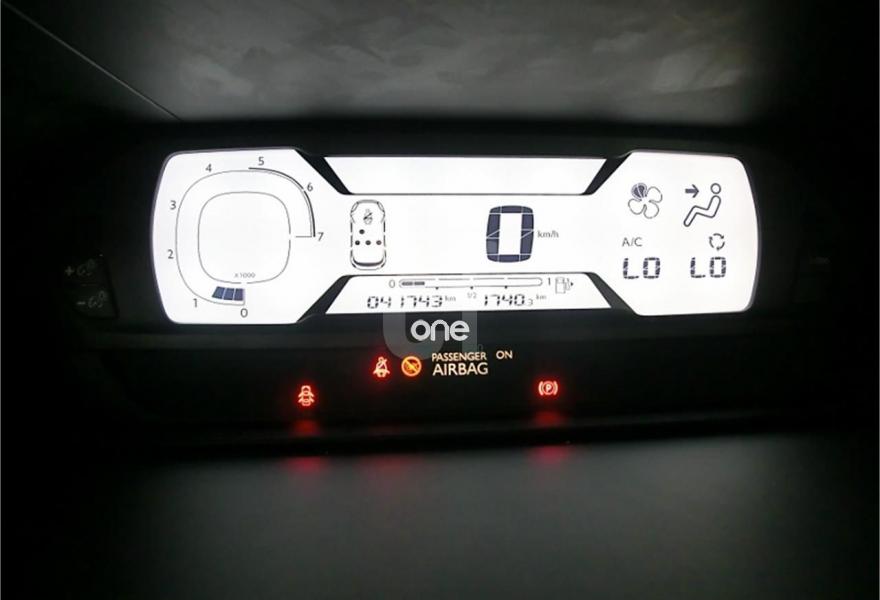 5
4
6
3
7
2
X1000
1
0
0 km/h
A/C
LO LO
0 1/2 1
041743 km 1740.3 km
one
PASSENGER ON
AIRBAG
P